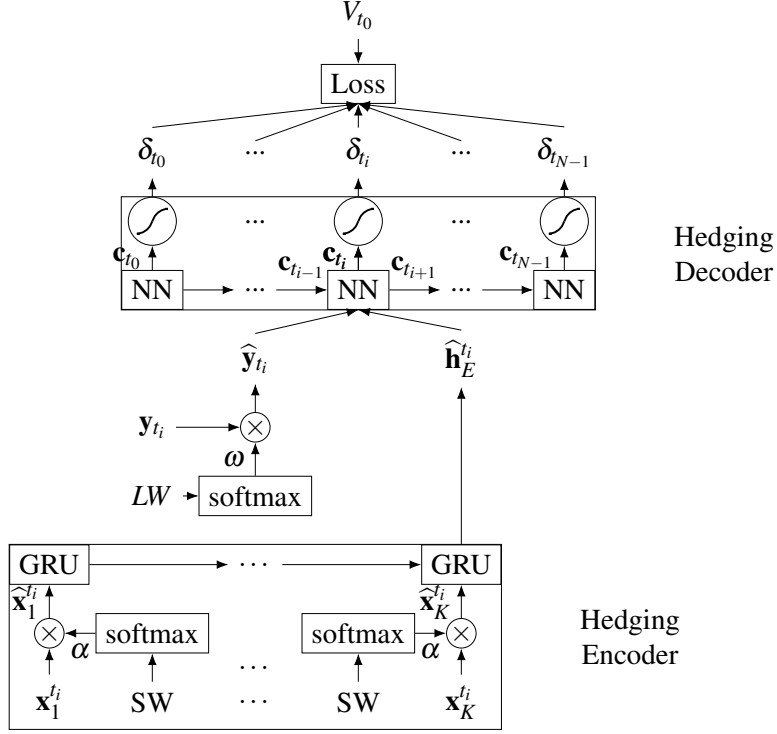 V_{t_0}
Loss
δ_{t_0} ... δ_{t_i} ... δ_{t_{N−1}}
... ...
c_{t_0} c_{t_{i−1}} c_{t_i} c_{t_{i+1}} c_{t_{N−1}}
NN ... NN ... NN
Hedging
Decoder
ŷ_{t_i} ĥ_E^{t_i}
y_{t_i} ×
ω
LW softmax
GRU ... GRU
x̂_1^{t_i} x̂_K^{t_i}
× α softmax softmax α ×
...
x_1^{t_i} SW ... SW x_K^{t_i}
Hedging
Encoder